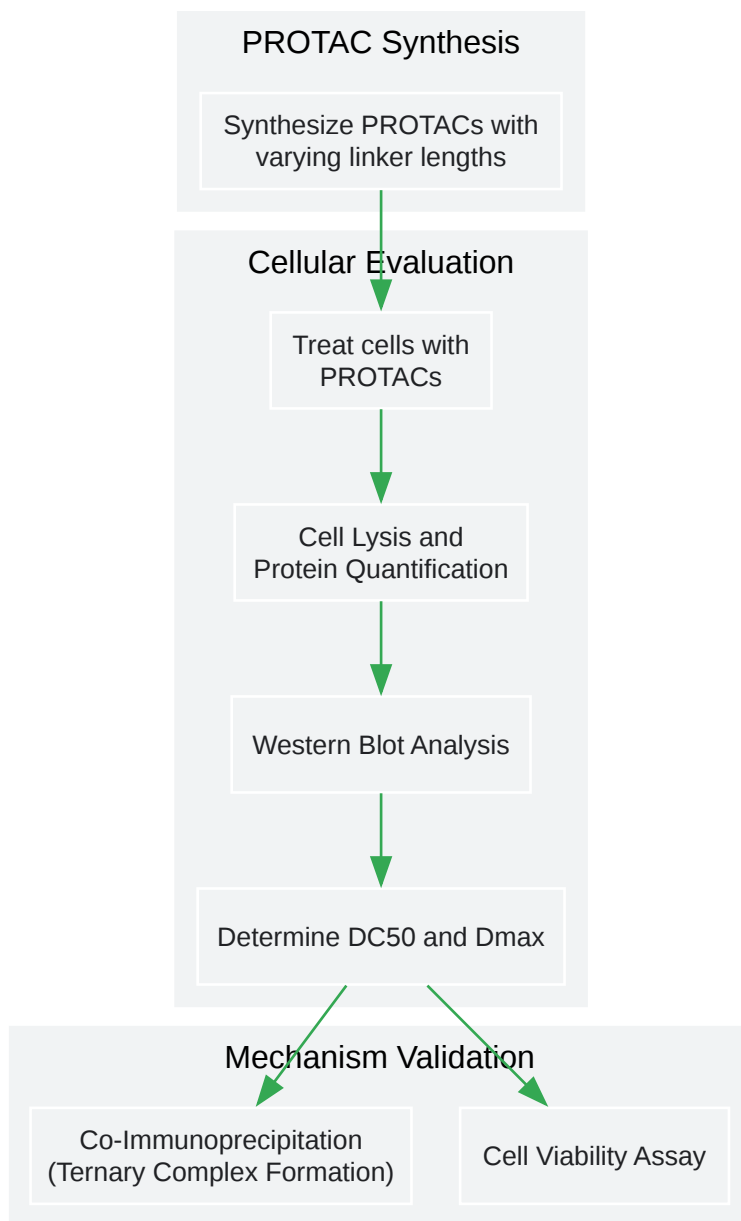 PROTAC Synthesis
Synthesize PROTACs with
varying linker lengths
Cellular Evaluation
Treat cells with
PROTACs
Cell Lysis and
Protein Quantification
Western Blot Analysis
Determine DC50 and Dmax
Mechanism Validation
Co-Immunoprecipitation
(Ternary Complex Formation)
Cell Viability Assay